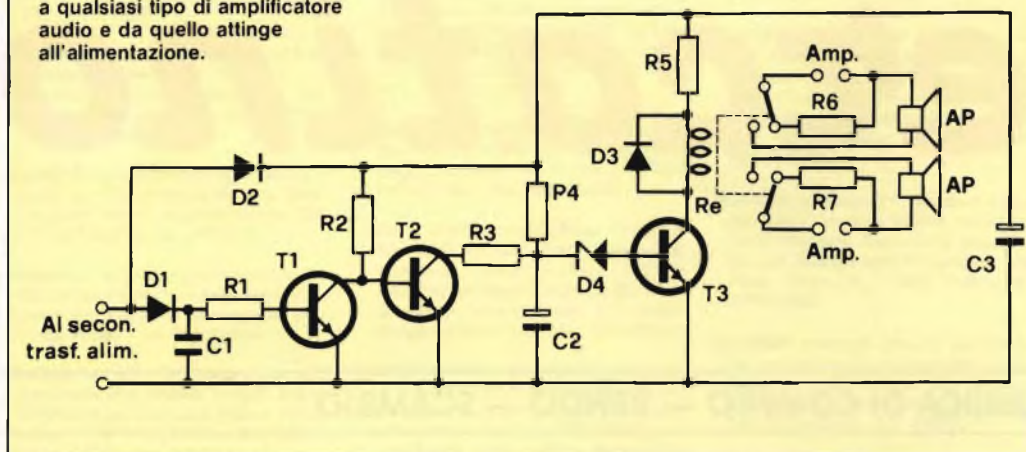 a qualsiasi tipo di amplificatore
audio e da quello attinge
all'alimentazione.
R5
Amp.
R6
AP
D3
D2
P4
Re
R7
AP
R2
T2
R3
Amp.
C3
D1
R1
T1
D4
T3
Al secon.
trasf. alim.
C1
C2